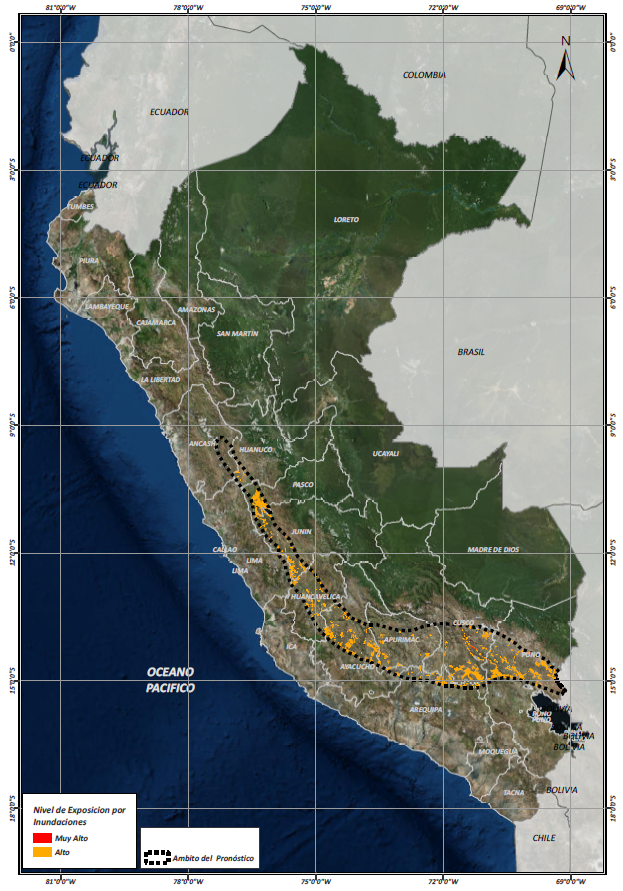 81°0'0"W 78°0'0"W 75°0'0"W 72°0'0"W 69°0'0"W
N
0°0'0" 0°0'0"
COLOMBIA
ECUADOR
ECUADOR
3°0'0"S 3°0'0"S
ECUADOR
TUMBES
LORETO
PIURA
6°0'0"S 6°0'0"S
LAMBAYEQUE
AMAZONAS
CAJAMARCA
SAN MARTÍN
BRASIL
LA LIBERTAD
9°0'0"S 9°0'0"S
ANCASH
HUANUCO
UCAYALI
PASCO
JUNIN
12°0'0"S 12°0'0"S
CALLAO
MADRE DE DIOS
LIMA
LIMA
HUANCAVELICA
CUSCO
APURIMAC
ICA
PUNO
AYACUCHO
OCEANO
PACIFICO
15°0'0"S 15°0'0"S
AREQUIPA
PUNO
PUNO
BOLIVIA
BOLIVIA
MOQUEGUA
BOLIVIA
TACNA
18°0'0"S 18°0'0"S
Nivel de Exposicion por
Inundaciones
Muy Alto
Alto
Ambito del Pronóstico
CHILE
81°0'0"W 78°0'0"W 75°0'0"W 72°0'0"W 69°0'0"W